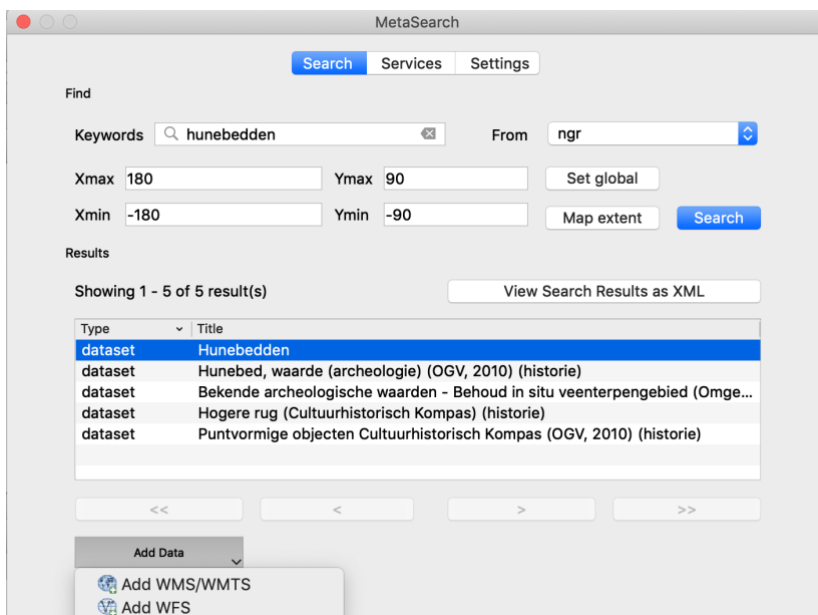 MetaSearch
Search Services Settings
Find
Keywords hunebedden From ngr
Xmax 180 Ymax 90 Set global
Xmin -180 Ymin -90 Map extent Search
Results
Showing 1 - 5 of 5 result(s) View Search Results as XML
Type Title
dataset Hunebedden
dataset Hunebed, waarde (archeologie) (OGV, 2010) (historie)
dataset Bekende archeologische waarden - Behoud in situ veenterpengebied (Omge...
dataset Hogere rug (Cultuurhistorisch Kompas) (historie)
dataset Puntvormige objecten Cultuurhistorisch Kompas (OGV, 2010) (historie)
<< < > >>
Add Data
Add WMS/WMTS
Add WFS